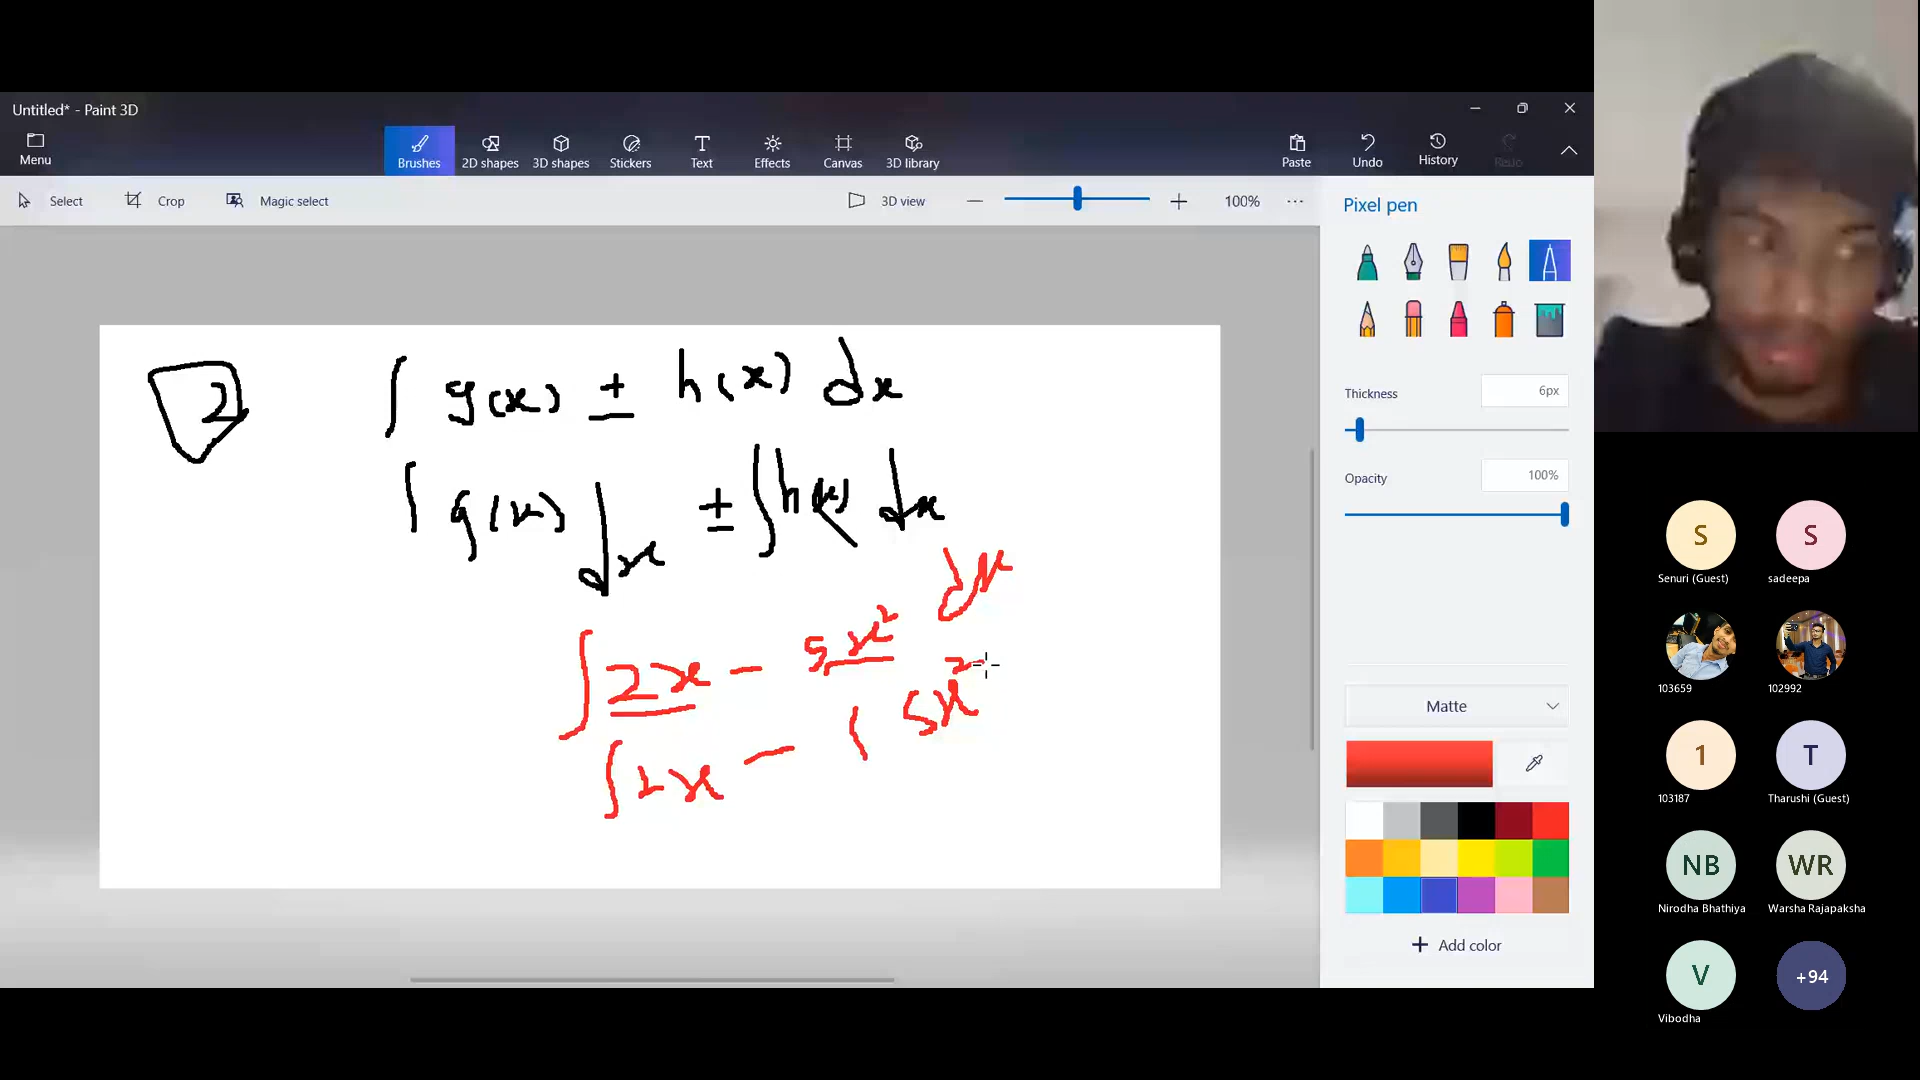 Untitled* - Paint 3D
Menu
Brushes 2D shapes 3D shapes Stickers Text Effects Canvas 3D library Paste Undo History Redo
Select Crop Magic select 3D view 100% ...
Pixel pen
Thickness 6px
Opacity 100%
Matte
Add color
2
∫ g(x) ± h(x) dx
∫ g(x) dx ± ∫ h(x) dx
∫ 2x - 5x² dx
∫ 2x - ∫ 5x²
S
Senuri (Guest)
S
sadeepa
103659
102992
1
103187
T
Tharushi (Guest)
NB
Nirodha Bhathiya
WR
Warsha Rajapaksha
V
Vibodha
+94